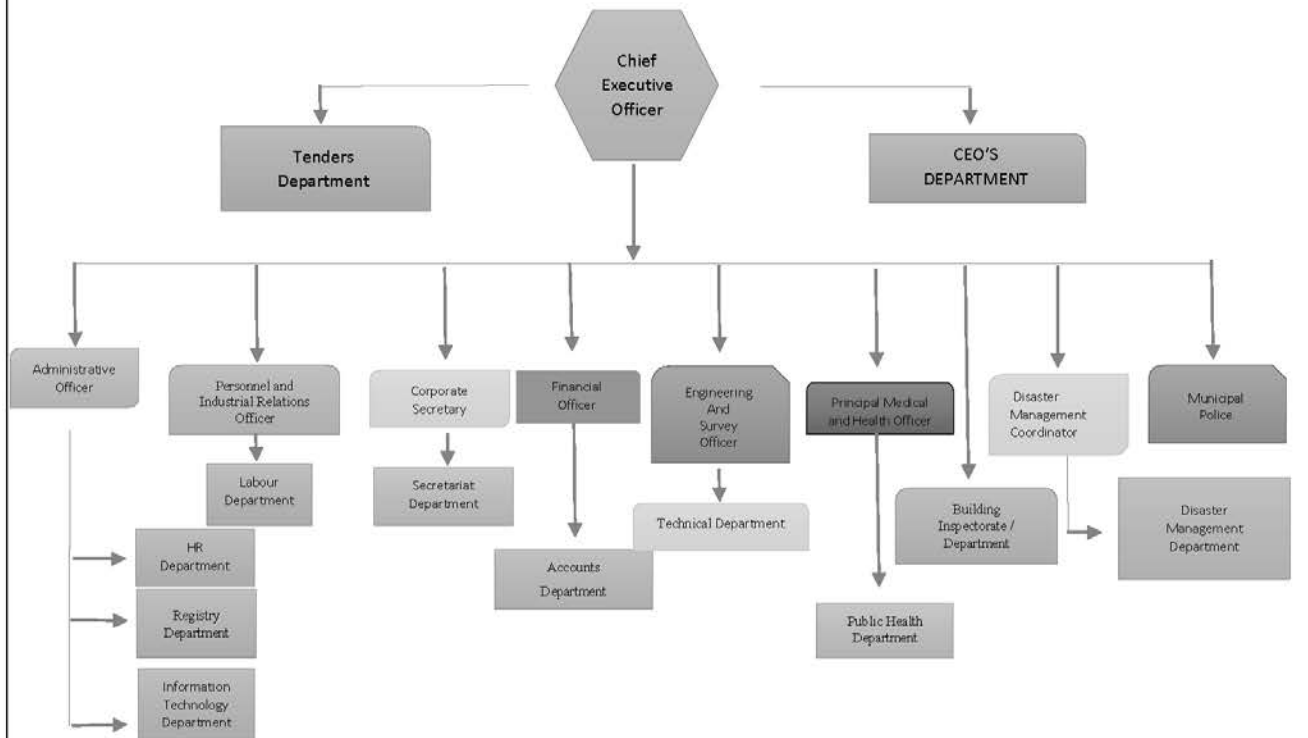 Chief
Executive
Officer
Tenders
Department
CEO'S
DEPARTMENT
Administrative
Officer
Personnel and
Industrial Relations
Officer
Corporate
Secretary
Financial
Officer
Engineering
And
Survey
Officer
Principal Medical
and Health Officer
Disaster
Management
Coordinator
Municipal
Police
Labour
Department
Secretariat
Department
Technical Department
Building
Inspectorate /
Department
Disaster
Management
Department
HR
Department
Accounts
Department
Registry
Department
Public Health
Department
Information
Technology
Department